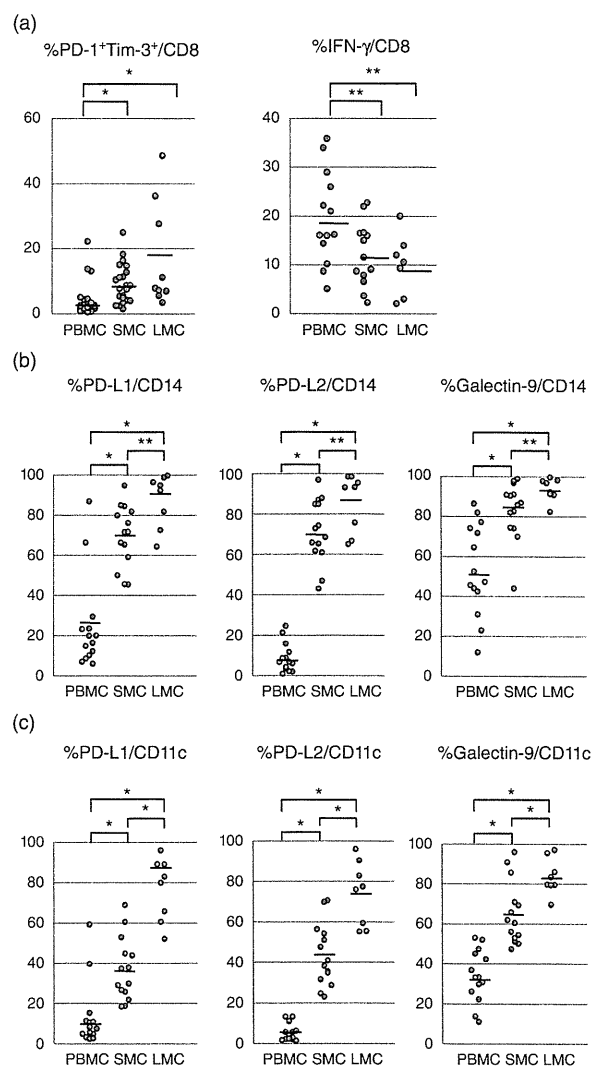 (a)
%PD-1⁺Tim-3⁺/CD8 %IFN-γ/CD8
* **
* **
60 40
40 30
20 20
10
0 0
PBMC SMC LMC PBMC SMC LMC
(b)
%PD-L1/CD14 %PD-L2/CD14 %Galectin-9/CD14
* * *
* ** * ** * **
100 100 100
80 80 80
60 60 60
40 40 40
20 20 20
0 0 0
PBMC SMC LMC PBMC SMC LMC PBMC SMC LMC
(c)
%PD-L1/CD11c %PD-L2/CD11c %Galectin-9/CD11c
* * *
* * * * * *
100 100 100
80 80 80
60 60 60
40 40 40
20 20 20
0 0 0
PBMC SMC LMC PBMC SMC LMC PBMC SMC LMC